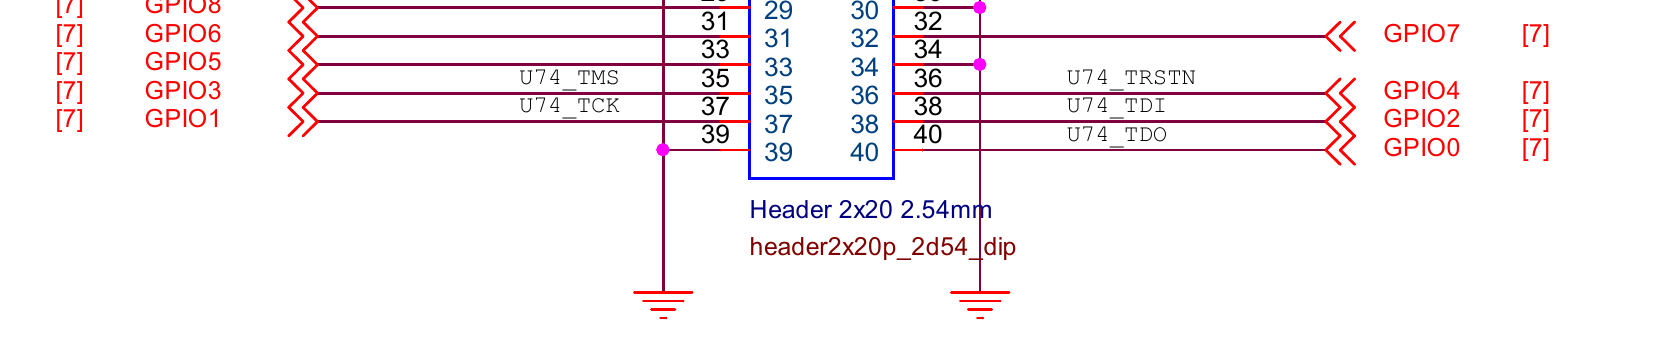 [7] GPIO8 29 30
[7] GPIO6 31 31 32 32 GPIO7 [7]
[7] GPIO5 33 33 34 34
[7] GPIO3 U74_TMS 35 35 36 36 U74_TRSTN GPIO4 [7]
[7] GPIO1 U74_TCK 37 37 38 38 U74_TDI GPIO2 [7]
39 39 40 40 U74_TDO GPIO0 [7]
Header 2x20 2.54mm
header2x20p_2d54_dip